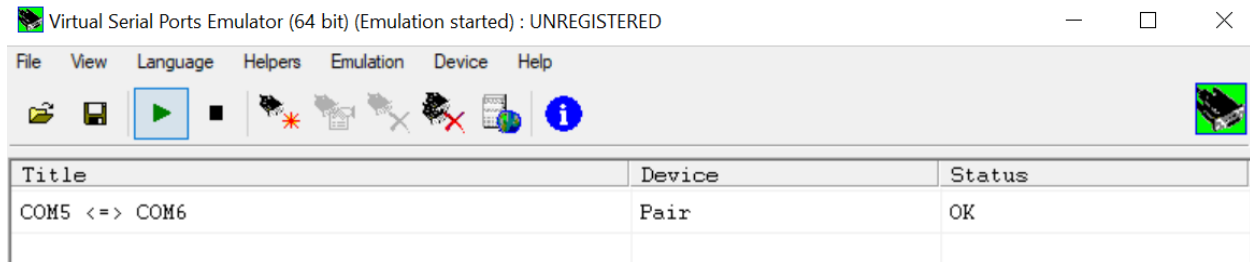 Virtual Serial Ports Emulator (64 bit) (Emulation started) : UNREGISTERED
File View Language Helpers Emulation Device Help
Title Device Status
COM5 <=> COM6 Pair OK